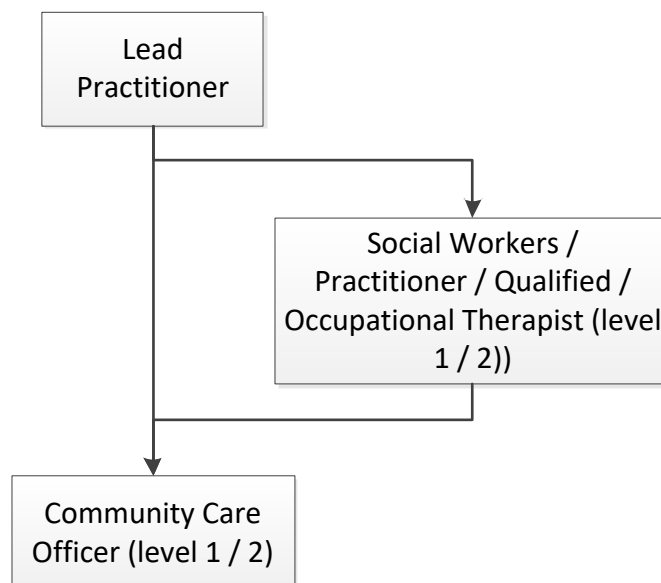 Lead
Practitioner
Social Workers /
Practitioner / Qualified /
Occupational Therapist (level
1 / 2))
Community Care
Officer (level 1 / 2)